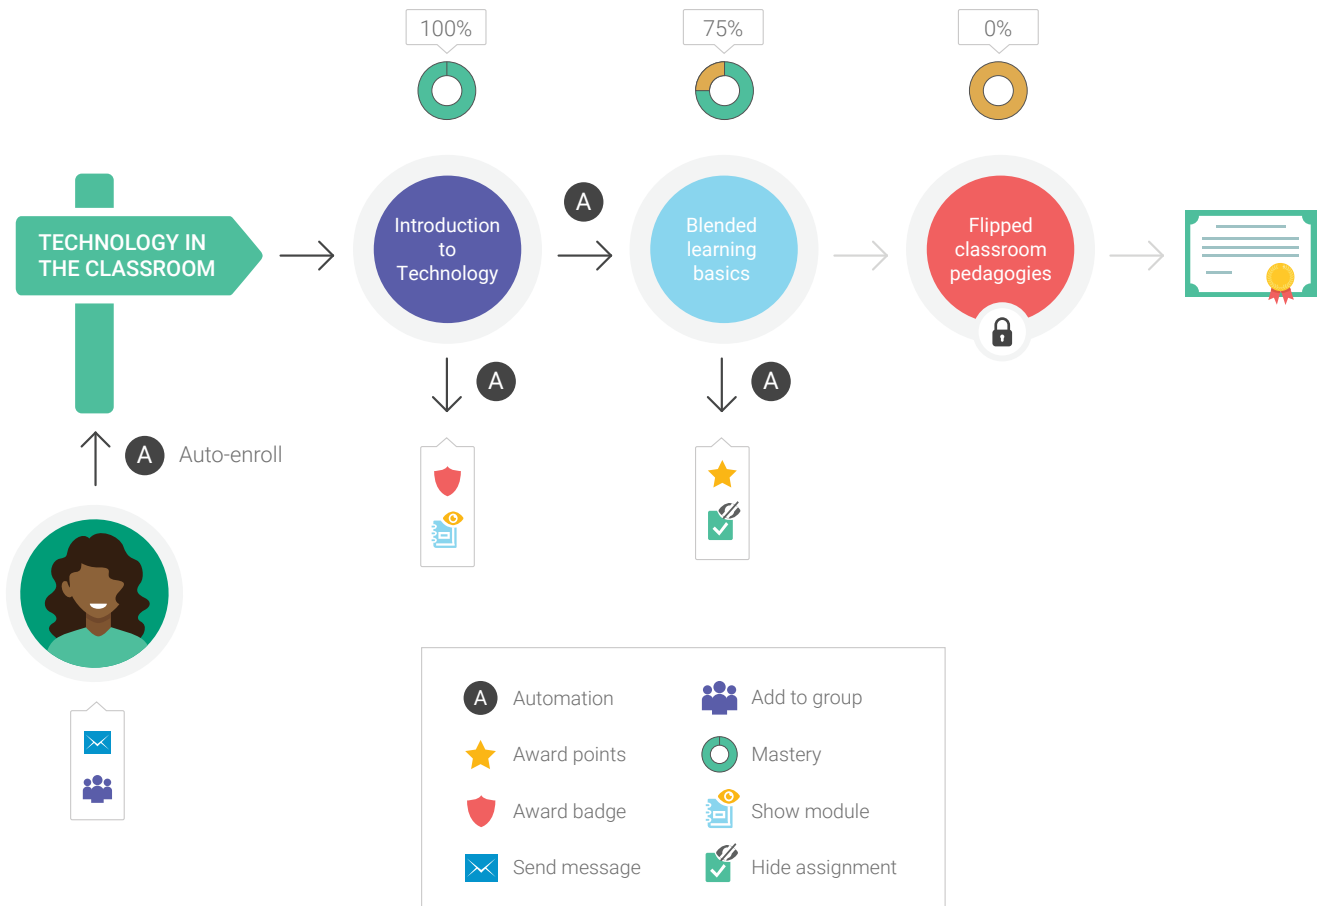 100%
75%
0%
TECHNOLOGY IN
THE CLASSROOM
Introduction
to
Technology
A
Blended
learning
basics
Flipped
classroom
pedagogies
A
A
A Auto-enroll
A Automation
Add to group
Award points
Mastery
Award badge
Show module
Send message
Hide assignment